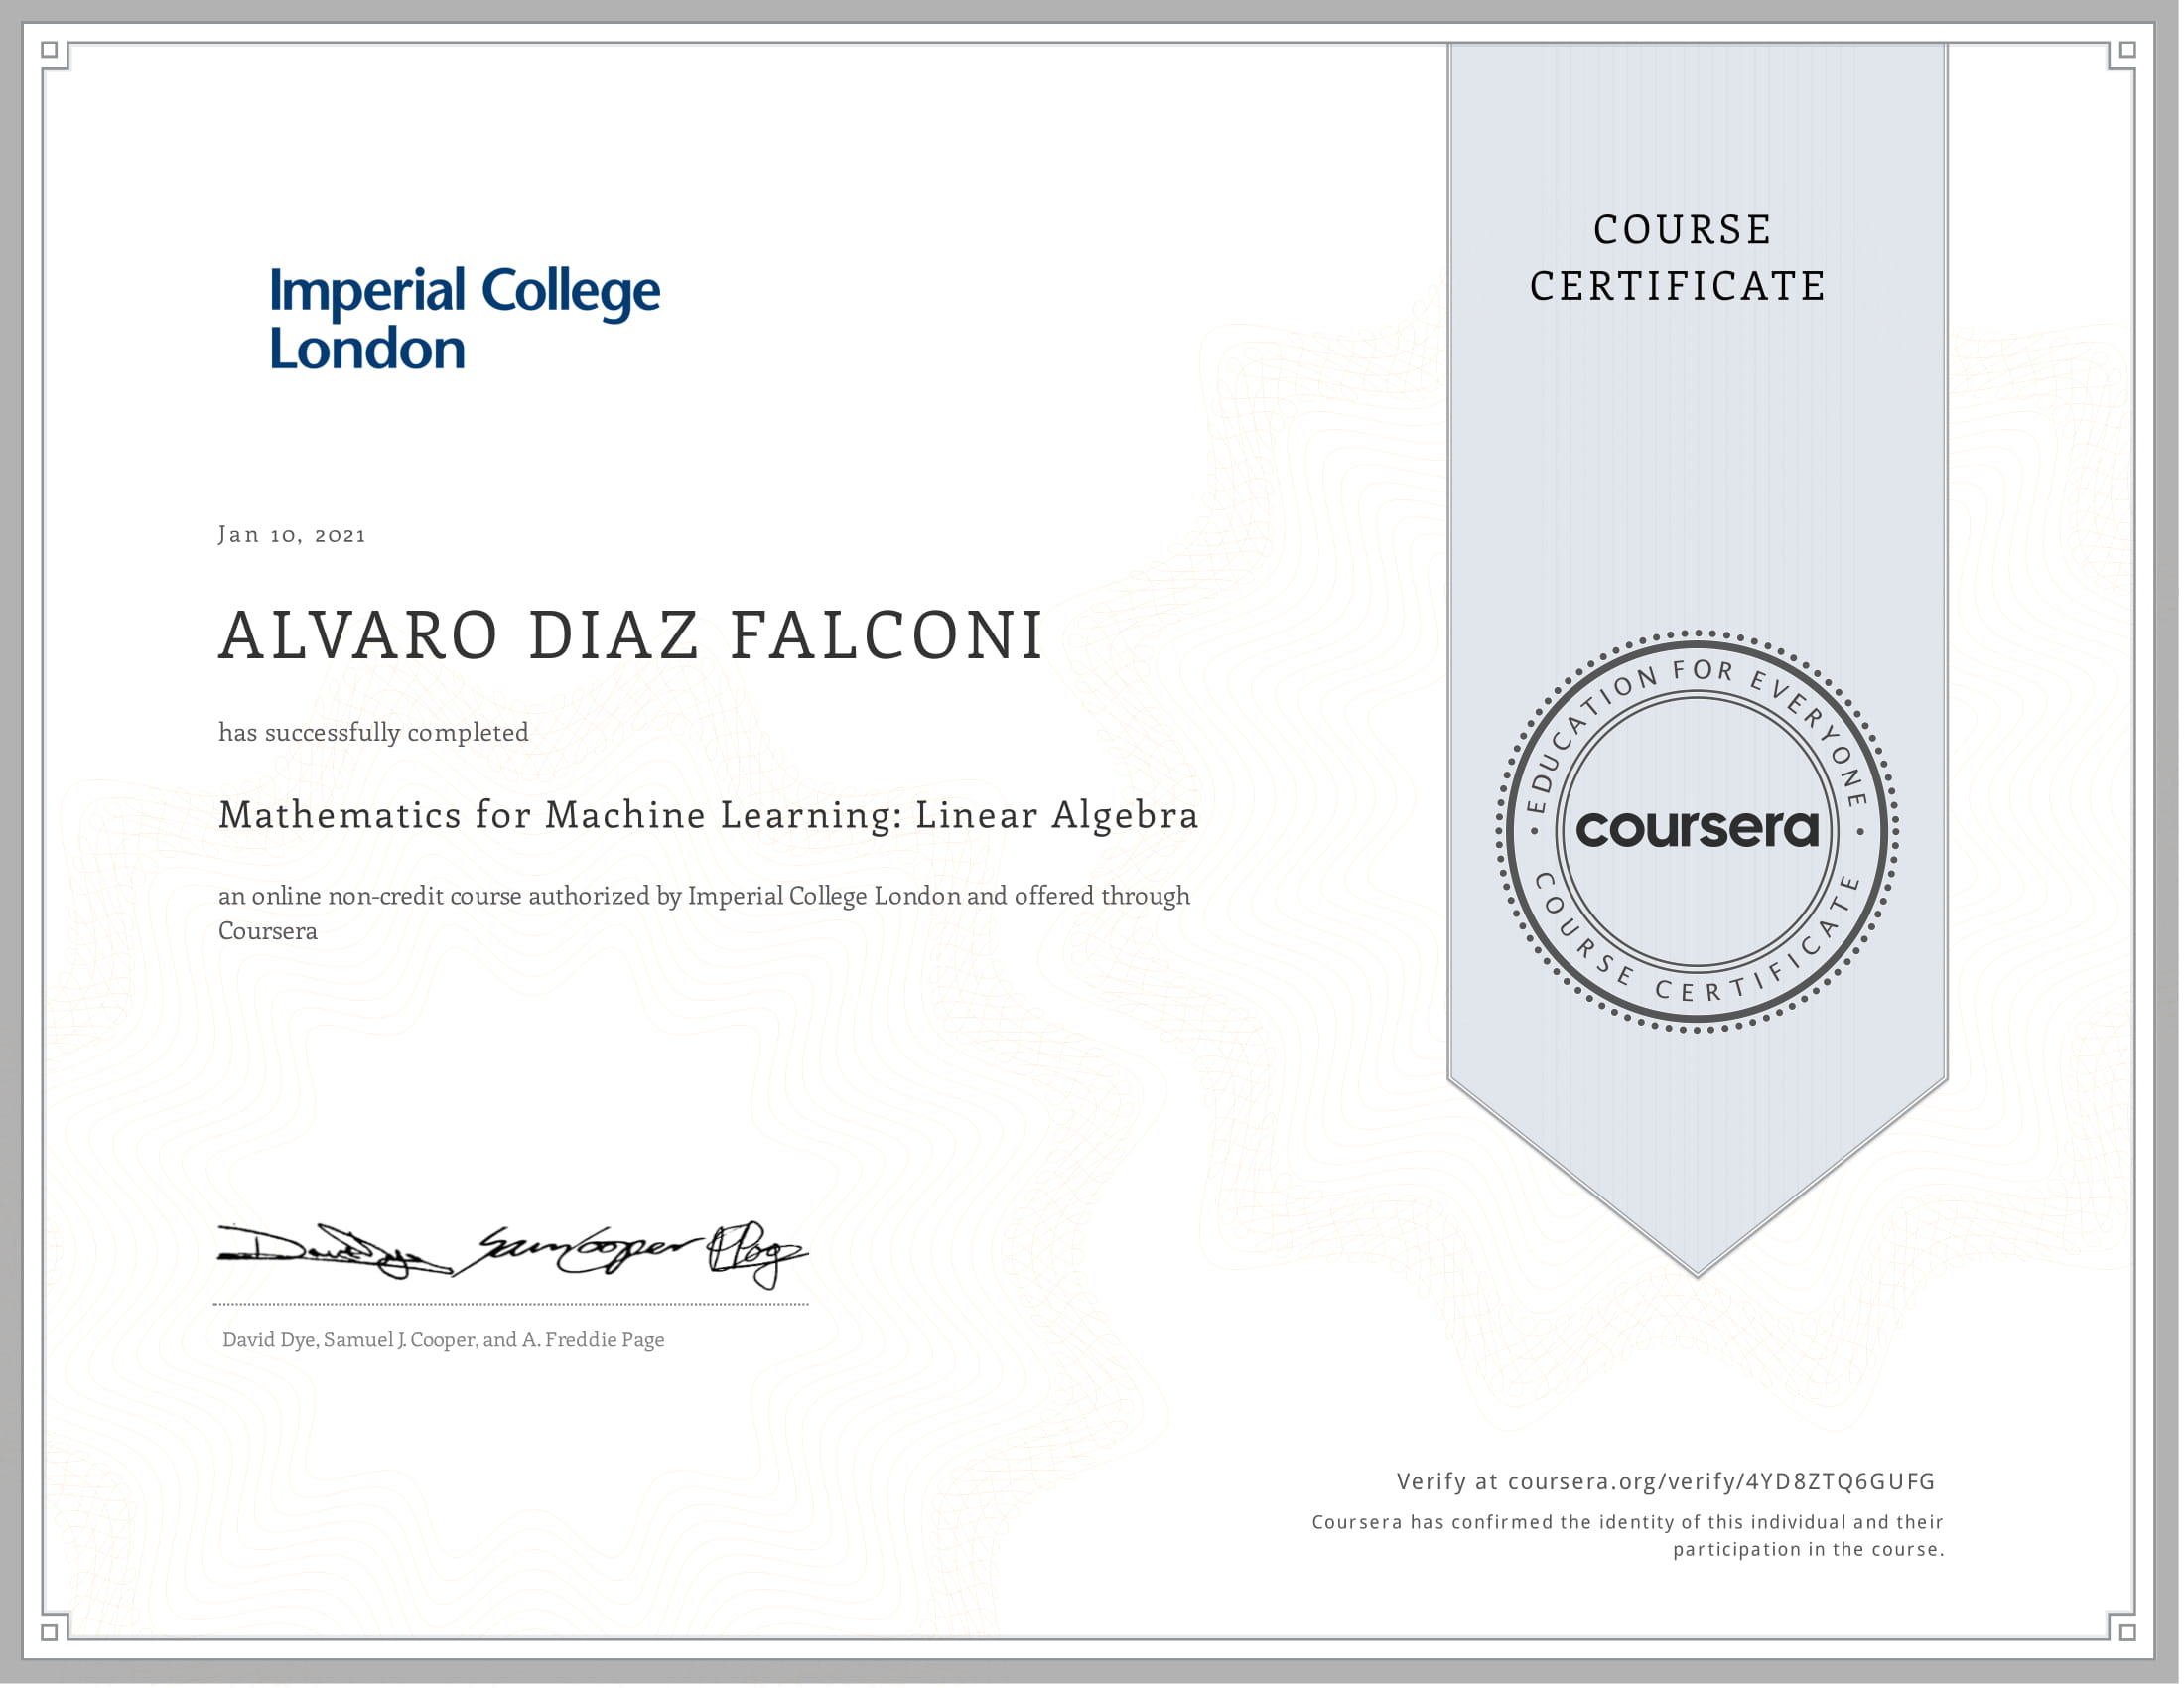 COURSE
CERTIFICATE
Imperial College
London
Jan 10, 2021
ALVARO DIAZ FALCONI
has successfully completed
Mathematics for Machine Learning: Linear Algebra
an online non-credit course authorized by Imperial College London and offered through
Coursera
EDUCATION FOR EVERYONE
coursera
COURSE CERTIFICATE
David Dye, Samuel J. Cooper, and A. Freddie Page
Verify at coursera.org/verify/4YD8ZTQ6GUFG
Coursera has confirmed the identity of this individual and their
participation in the course.